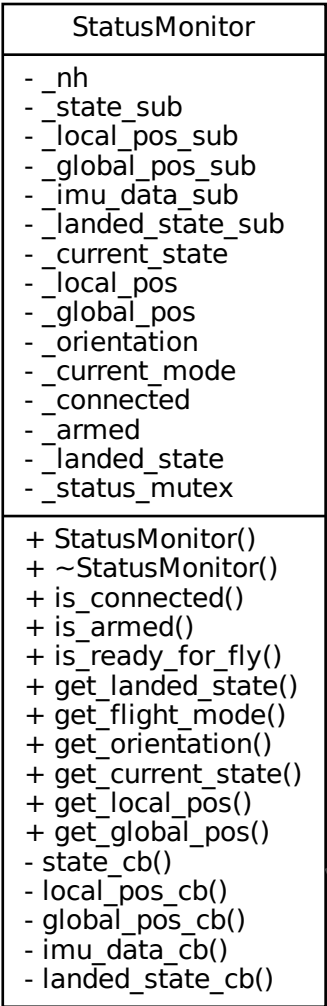 StatusMonitor
- _nh
- _state_sub
- _local_pos_sub
- _global_pos_sub
- _imu_data_sub
- _landed_state_sub
- _current_state
- _local_pos
- _global_pos
- _orientation
- _current_mode
- _connected
- _armed
- _landed_state
- _status_mutex
+ StatusMonitor()
+ ~StatusMonitor()
+ is_connected()
+ is_armed()
+ is_ready_for_fly()
+ get_landed_state()
+ get_flight_mode()
+ get_orientation()
+ get_current_state()
+ get_local_pos()
+ get_global_pos()
- state_cb()
- local_pos_cb()
- global_pos_cb()
- imu_data_cb()
- landed_state_cb()